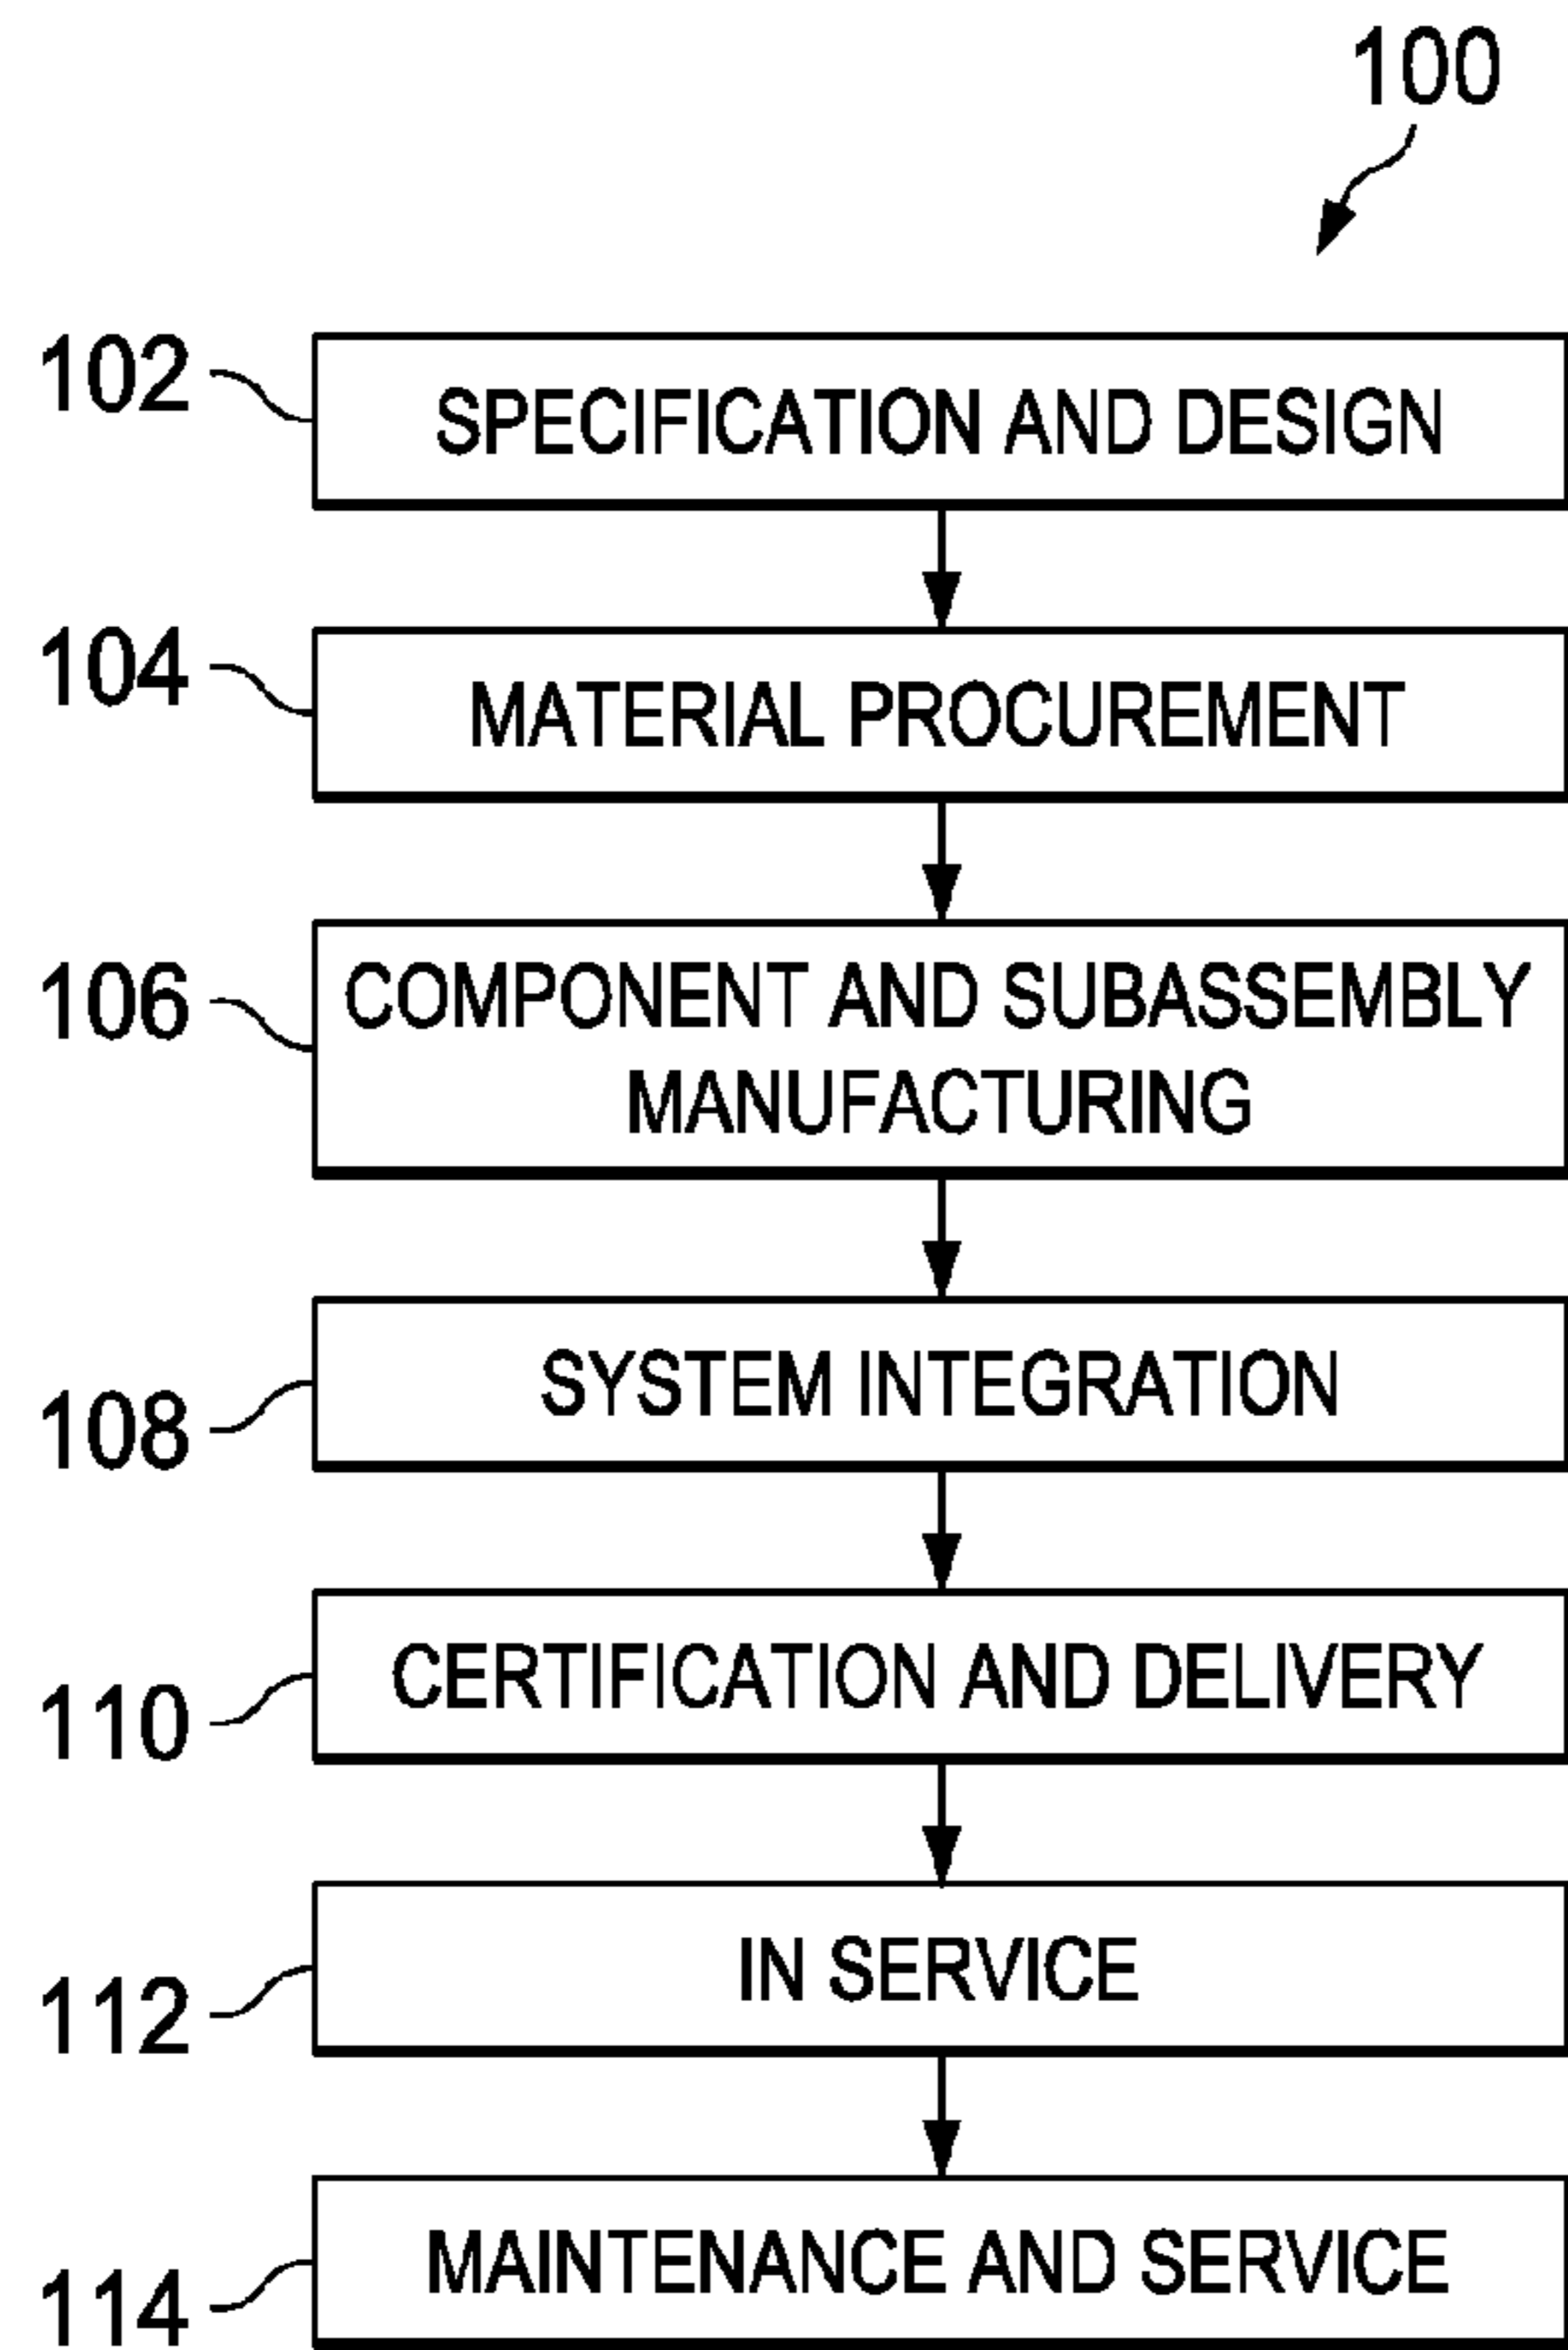 100
102 SPECIFICATION AND DESIGN
104 MATERIAL PROCUREMENT
106 COMPONENT AND SUBASSEMBLY
MANUFACTURING
108 SYSTEM INTEGRATION
110 CERTIFICATION AND DELIVERY
112 IN SERVICE
114 MAINTENANCE AND SERVICE